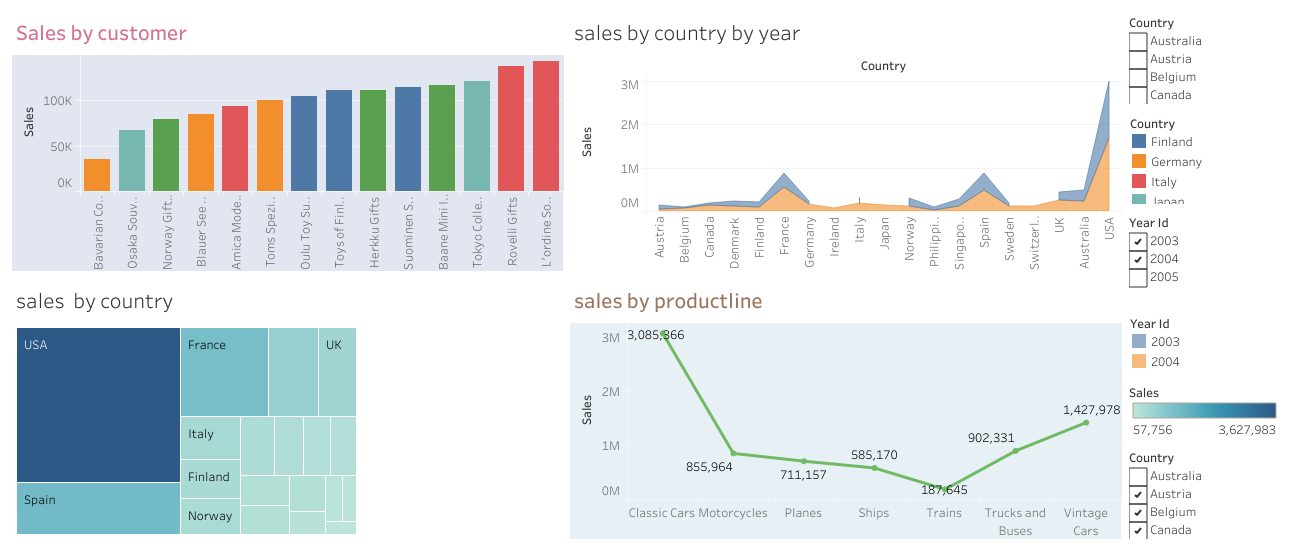 Sales by customer
Sales
100K
50K
0K
Bavarian Co..
Osaka Souv..
Norway Gift..
Blauer See ..
Amica Mode..
Toms Spezi..
Oulu Toy Su..
Toys of Finl..
Herkku Gifts
Suominen S..
Baane Mini I..
Tokyo Colle..
Rovelli Gifts
L'ordine So..
sales by country by year
Country
Sales
3M
2M
1M
0M
Austria
Belgium
Canada
Denmark
Finland
France
Germany
Ireland
Italy
Japan
Norway
Philippi..
Singapo..
Spain
Sweden
Switzerl..
UK
Australia
USA
Country
Australia
Austria
Belgium
Canada
Country
Finland
Germany
Italy
Japan
Year Id
2003
2004
2005
sales by country
USA
France
UK
Italy
Finland
Spain
Norway
sales by productline
Sales
3M
2M
1M
0M
3,085,366
855,964
711,157
585,170
187,645
902,331
1,427,978
Classic Cars
Motorcycles
Planes
Ships
Trains
Trucks and
Buses
Vintage
Cars
Year Id
2003
2004
Sales
57,756
3,627,983
Country
Australia
Austria
Belgium
Canada